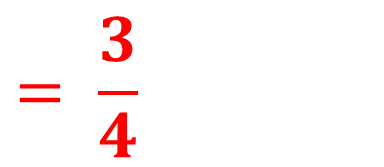 = 3/4